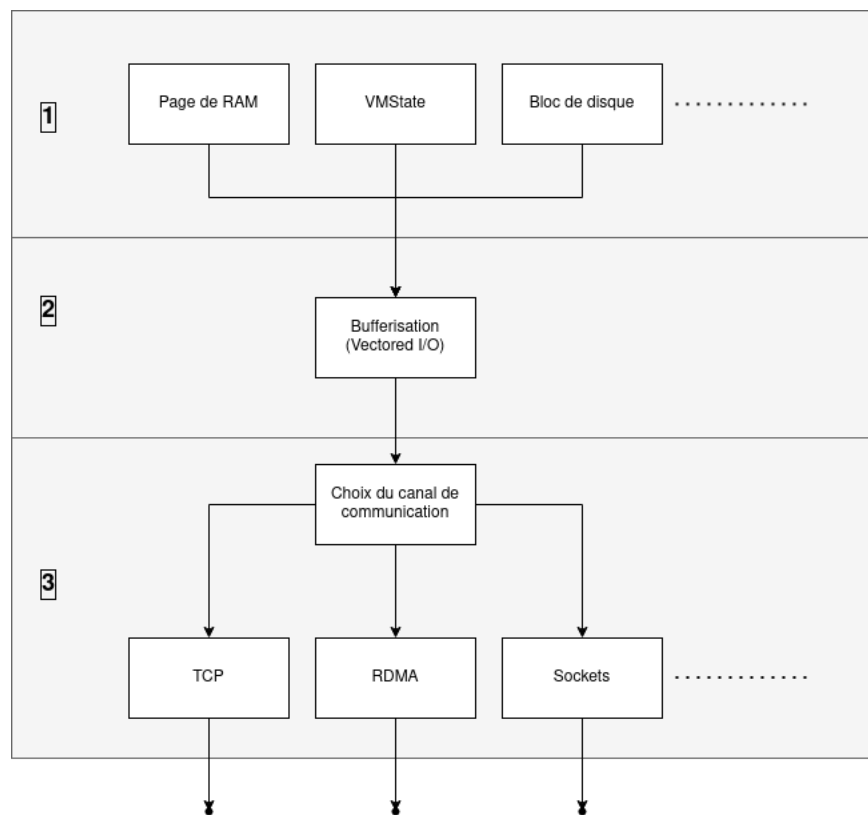 1
Page de RAM
VMState
Bloc de disque
2
Bufferisation
(Vectored I/O)
Choix du canal de
communication
3
TCP
RDMA
Sockets